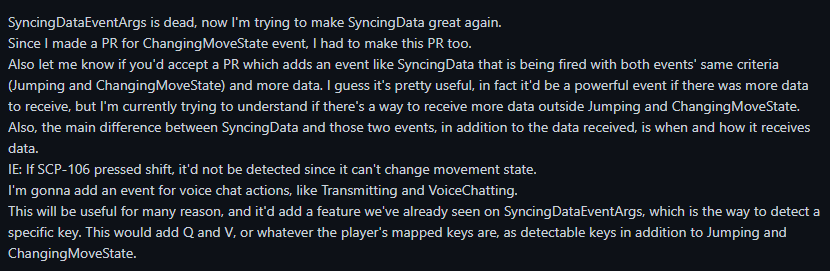 SyncingDataEventArgs is dead, now I'm trying to make SyncingData great again.
Since I made a PR for ChangingMoveState event, I had to make this PR too.
Also let me know if you'd accept a PR which adds an event like SyncingData that is being fired with both events' same criteria
(Jumping and ChangingMoveState) and more data. I guess it's pretty useful, in fact it'd be a powerful event if there was more data
to receive, but I'm currently trying to understand if there's a way to receive more data outside Jumping and ChangingMoveState.
Also, the main difference between SyncingData and those two events, in addition to the data received, is when and how it receives
data.
IE: If SCP-106 pressed shift, it'd not be detected since it can't change movement state.
I'm gonna add an event for voice chat actions, like Transmitting and VoiceChatting.
This will be useful for many reason, and it'd add a feature we've already seen on SyncingDataEventArgs, which is the way to detect a
specific key. This would add Q and V, or whatever the player's mapped keys are, as detectable keys in addition to Jumping and
ChangingMoveState.